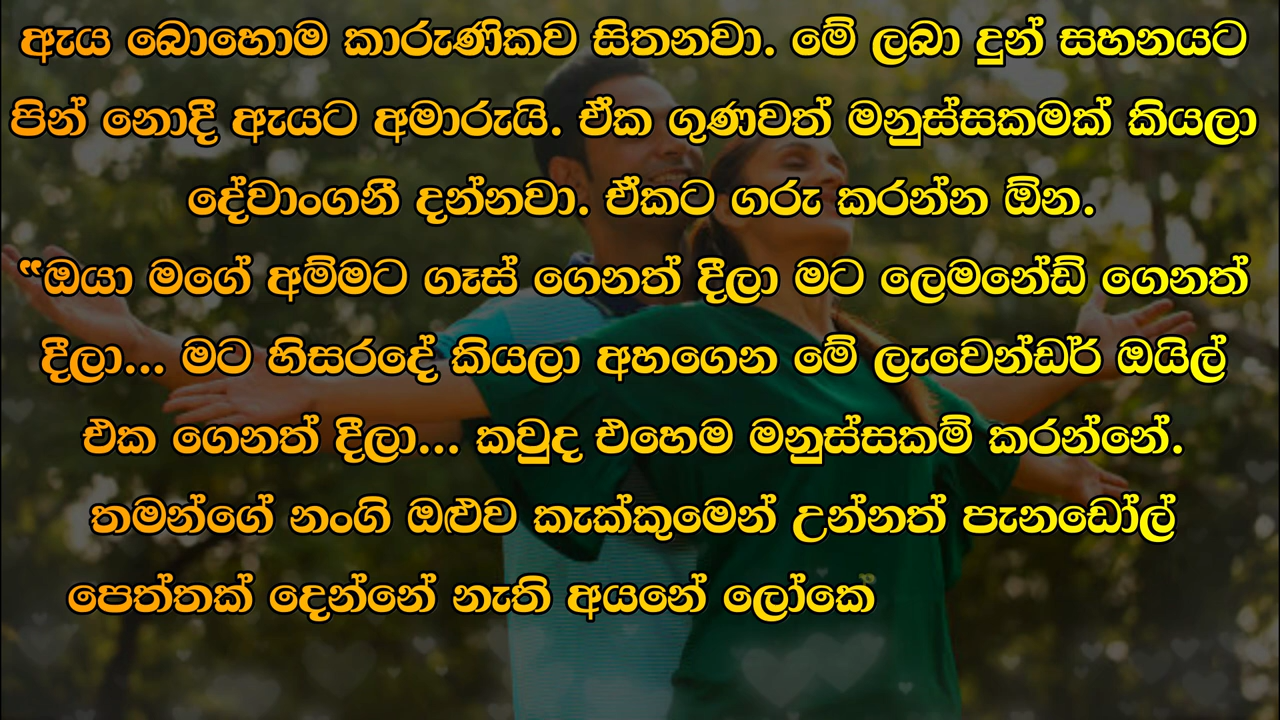 ඇය බොහොම කාරුණිකව සිතනවා. මේ ලබා දුන් සහනයට
පින් නොදී ඇයට අමාරුයි. ඒක ගුණවත් මනුස්සකමක් කියලා
දේවාංගනී දන්නවා. ඒකට ගරු කරන්න ඕන.
“ඔයා මගේ අම්මට ගෑස් ගෙනත් දීලා මට ලෙමනේඩ් ගෙනත්
දීලා... මට හිසරදේ කියලා අහගෙන මේ ලැවෙන්ඩර් ඔයිල්
එක ගෙනත් දීලා... කවුද එහෙම මනුස්සකම් කරන්නේ.
තමන්ගේ නංගි ඔළුව කැක්කුමෙන් උන්නත් පැනඩෝල්
පෙත්තක් දෙන්නේ නැති අයනේ ලෝකෙ